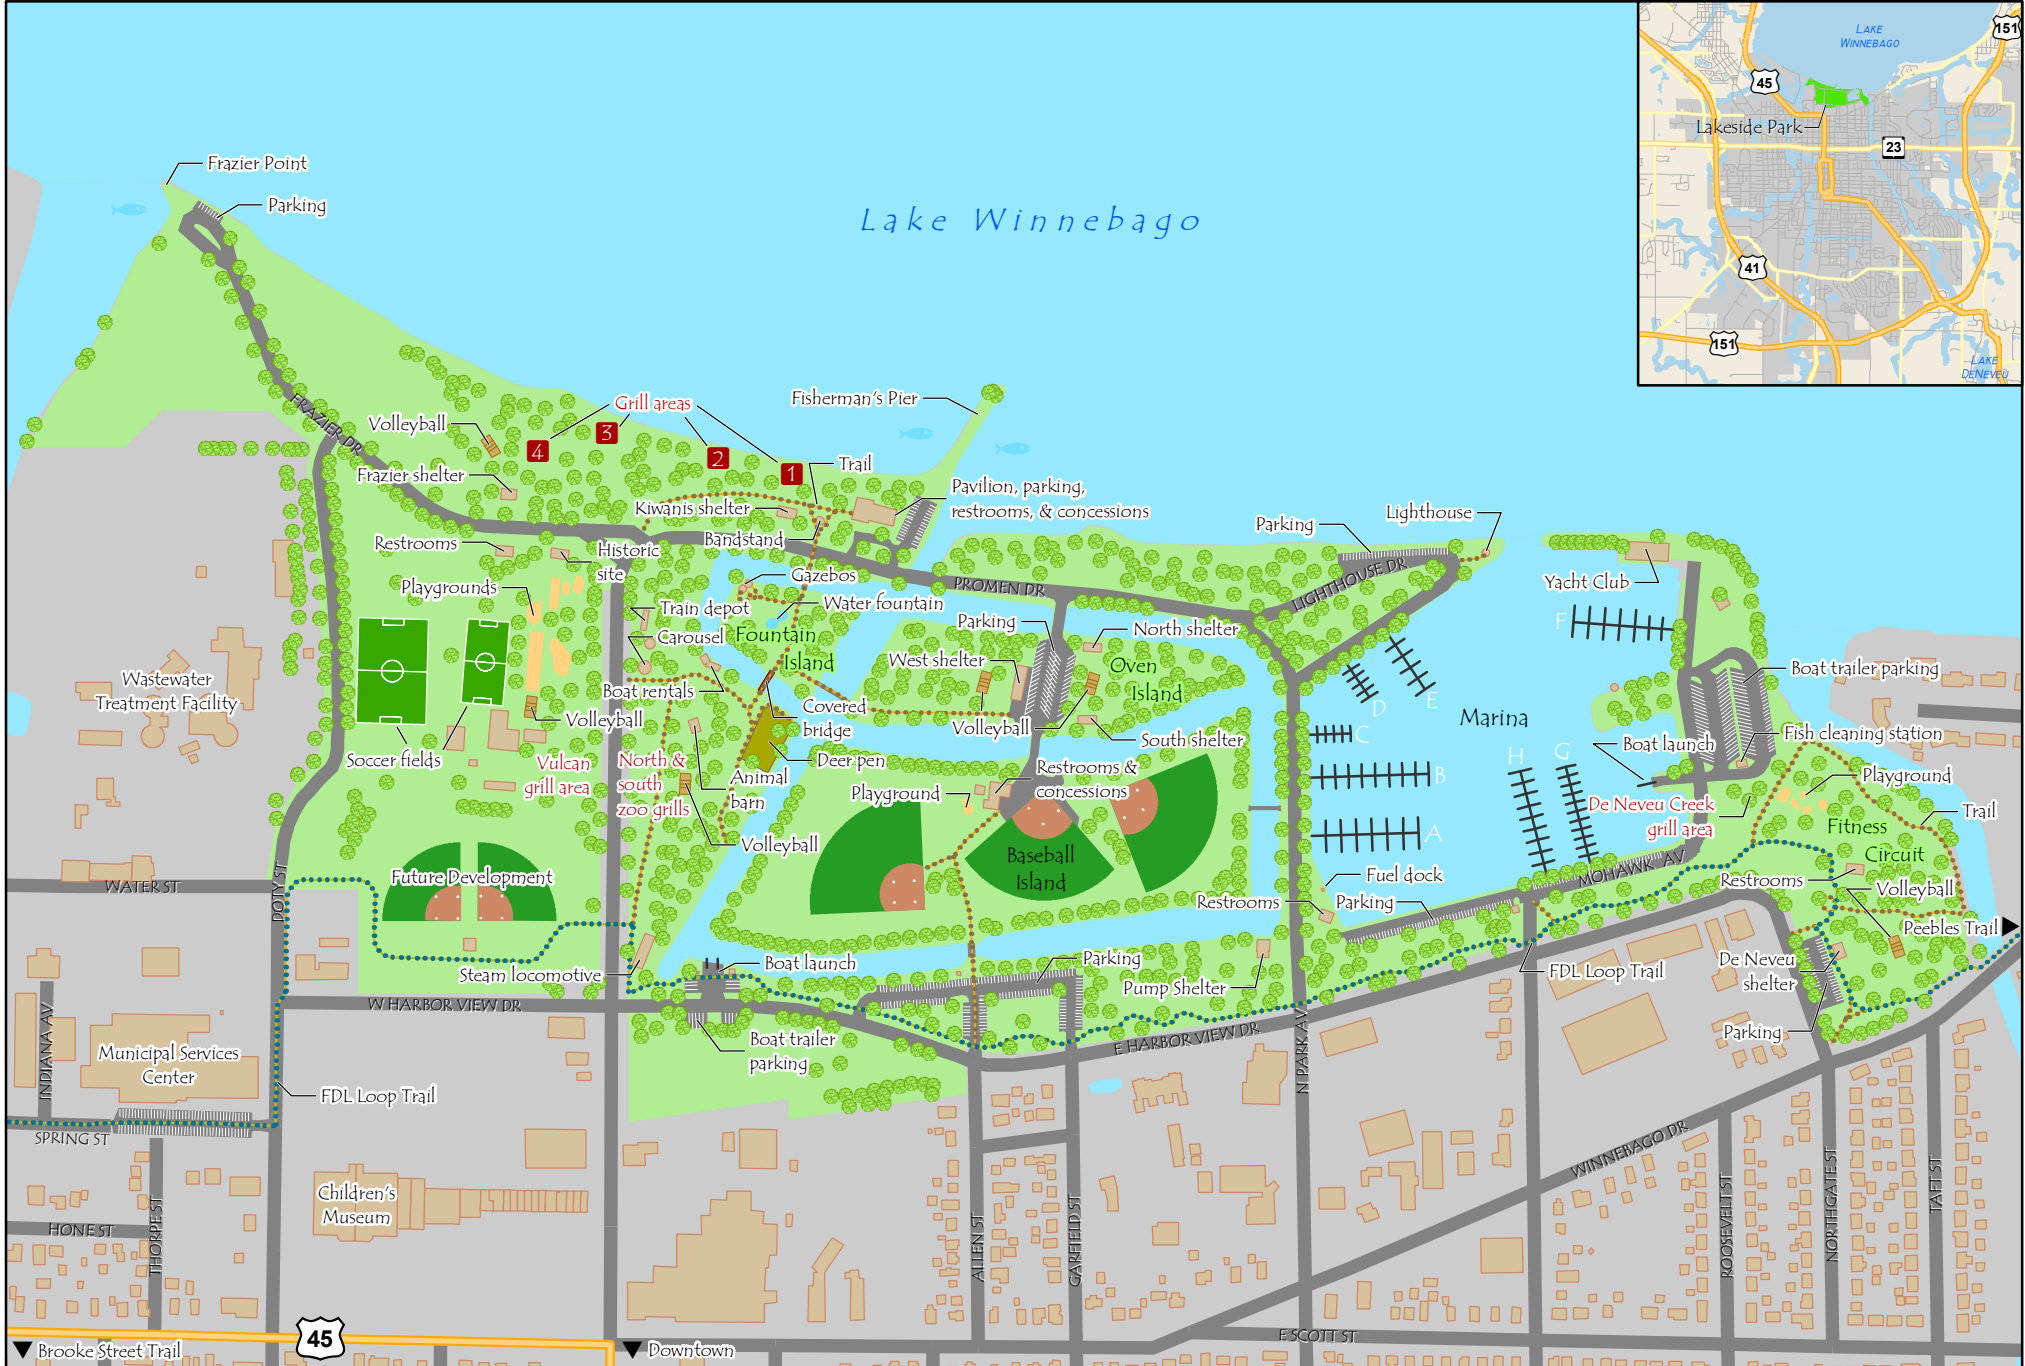 LAKE
WINNEBAGO
151
45
Lakeside Park
23
41
151
LAKE
DENEVEU
Frazier Point
Parking
Lake Winnebago
FRAZIER DR
Volleyball
Grill areas
4
3
2
1
Fisherman's Pier
Trail
Frazier shelter
Kiwanis shelter
Pavilion, parking,
restrooms, & concessions
Bandstand
Restrooms
Historic
site
Parking
Lighthouse
LIGHTHOUSE DR
Yacht Club
Playgrounds
Gazebos
PROMEN DR
Train depot
Water fountain
Carousel
Fountain
Island
Parking
North shelter
West shelter
Oven
Island
Boat rentals
Covered
bridge
Volleyball
South shelter
Wastewater
Treatment Facility
Soccer fields
Volleyball
Vulcan
grill area
North &
south
zoo grills
Animal
barn
Deer pen
Volleyball
Playground
Restrooms &
concessions
Baseball
Island
F
E
D
C
B
A
H
G
Marina
Boat trailer parking
Boat launch
Fish cleaning station
Playground
De Neveu Creek
grill area
Trail
Fitness
Circuit
MOHAWK AV
Restrooms
Volleyball
Peebles Trail
Fuel dock
Restrooms
Parking
FDL Loop Trail
De Neveu
shelter
Parking
WATER ST
DOTY ST
Future Development
Steam locomotive
Boat launch
Parking
Pump Shelter
W HARBOR VIEW DR
E HARBOR VIEW DR
N PARK AV
Boat trailer
parking
INDIANA AV
Municipal Services
Center
FDL Loop Trail
SPRING ST
Children's
Museum
HONE ST
THORPE ST
ALLEN ST
GARFIELD ST
WINNEBAGO DR
ROSEVELT ST
NORTHGATE ST
TAFT ST
E SCOTT ST
45
Brooke Street Trail
Downtown